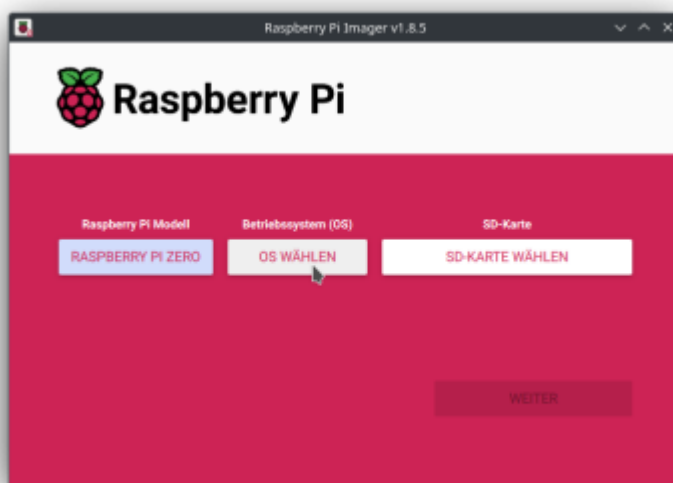 Raspberry Pi Imager v1.8.5
Raspberry Pi
Raspberry Pi Modell
Betriebssystem (OS)
SD-Karte
RASPBERRY PI ZERO
OS WÄHLEN
SD-KARTE WÄHLEN
WEITER